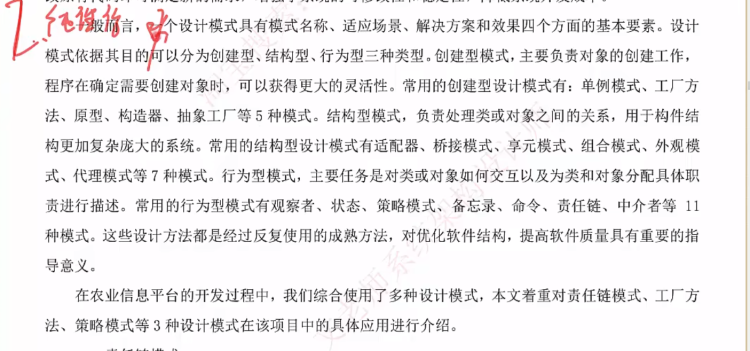 一般而言,一个设计模式具有模式名称、适应场景、解决方案和效果四个方面的基本要素。设计
模式依据其目的可以分为创建型、结构型、行为型三种类型。创建型模式,主要负责对象的创建工作,
程序在确定需要创建对象时,可以获得更大的灵活性。常用的创建型设计模式有:单例模式、工厂方
法、原型、构造器、抽象工厂等 5 种模式。结构型模式,负责处理类或对象之间的关系,用于构件结
构更加复杂庞大的系统。常用的结构型设计模式有适配器、桥接模式、享元模式、组合模式、外观模
式、代理模式等 7 种模式。行为型模式,主要任务是对类或对象如何交互以及为类和对象分配具体职
责进行描述。常用的行为型模式有观察者、状态、策略模式、备忘录、命令、责任链、中介者等 11
种模式。这些设计方法都是经过反复使用的成熟方法,对优化软件结构,提高软件质量具有重要的指
导意义。
在农业信息平台的开发过程中,我们综合使用了多种设计模式,本文着重对责任链模式、工厂方
法、策略模式等 3 种设计模式在该项目中的具体应用进行介绍。